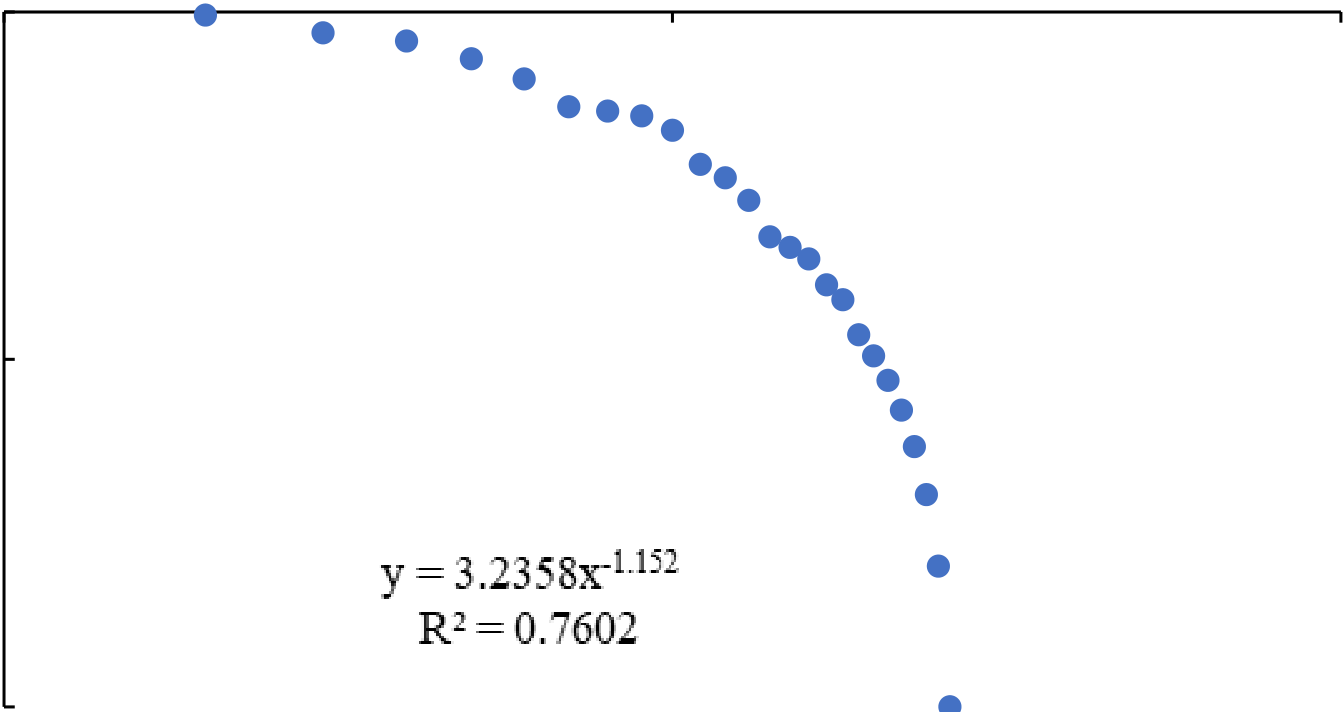 y = 3.2358x⁻¹·¹⁵²
R² = 0.7602